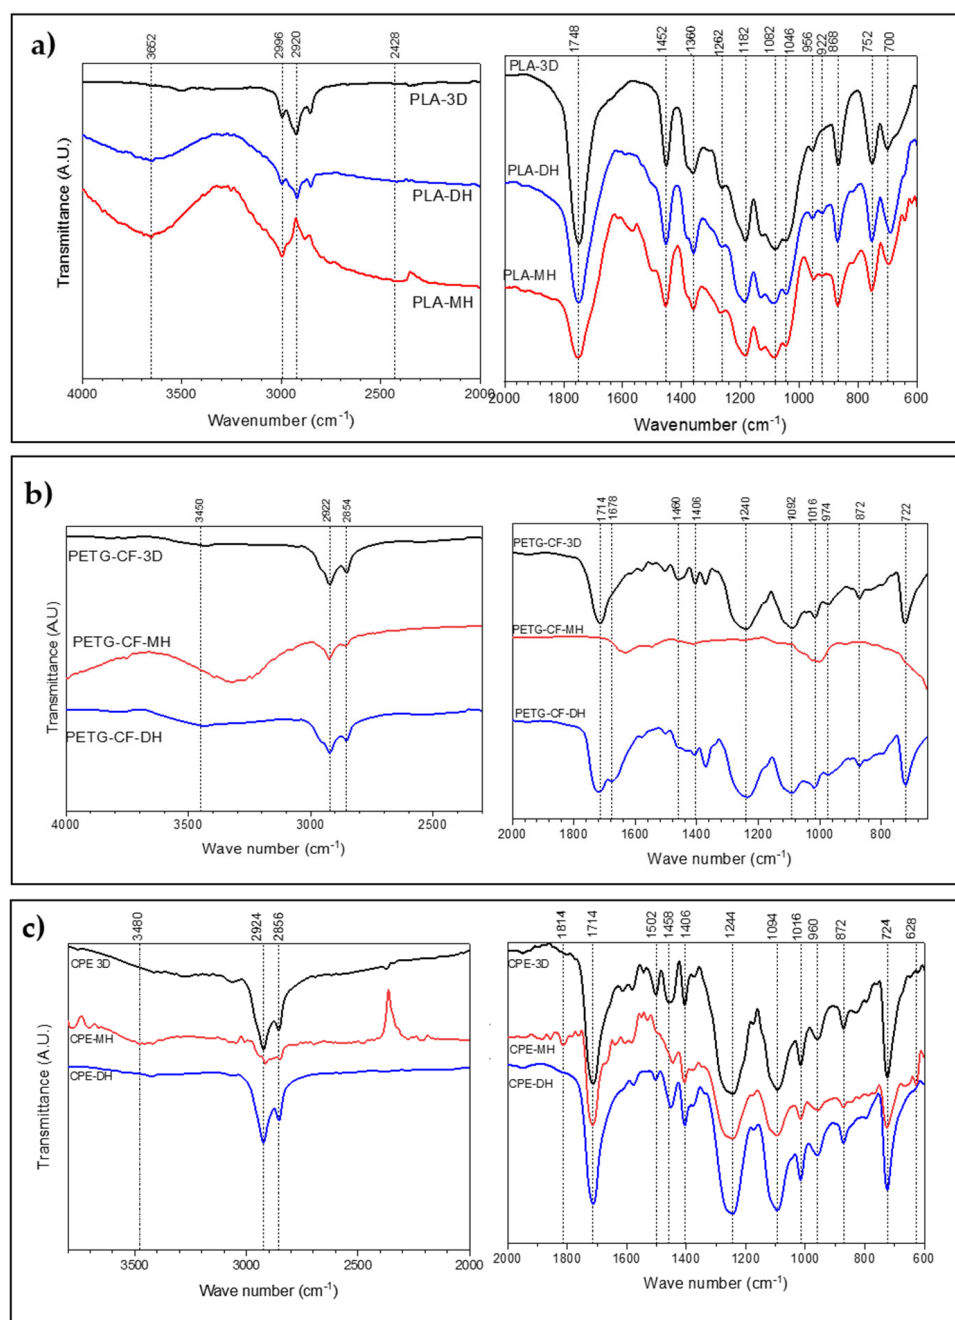 a)
3652
2996
2920
2428
PLA-3D
PLA-DH
PLA-MH
Transmittance (A.U.)
4000 3500 3000 2500 2000
Wavenumber (cm⁻¹)
1748
1452
1360
1262
1182
1082
1046
956
922
868
752
700
PLA-3D
PLA-DH
PLA-MH
2000 1800 1600 1400 1200 1000 800 600
Wavenumber (cm⁻¹)
b)
3450
2922
2854
PETG-CF-3D
PETG-CF-MH
PETG-CF-DH
Transmittance (A.U)
4000 3500 3000 2500
Wave number (cm⁻¹)
1714
1678
1460
1406
1240
1092
1016
974
872
722
PETG-CF-3D
PETG-CF-MH
PETG-CF-DH
2000 1800 1600 1400 1200 1000 800
Wave number (cm⁻¹)
c)
3480
2924
2856
CPE 3D
CPE-MH
CPE-DH
Transmittance (A.U.)
3500 3000 2500 2000
Wave number (cm⁻¹)
1814
1714
1502
1458
1406
1244
1094
1016
960
872
724
628
CPE-3D
CPE-MH
CPE-DH
2000 1800 1600 1400 1200 1000 800 600
Wave number (cm⁻¹)